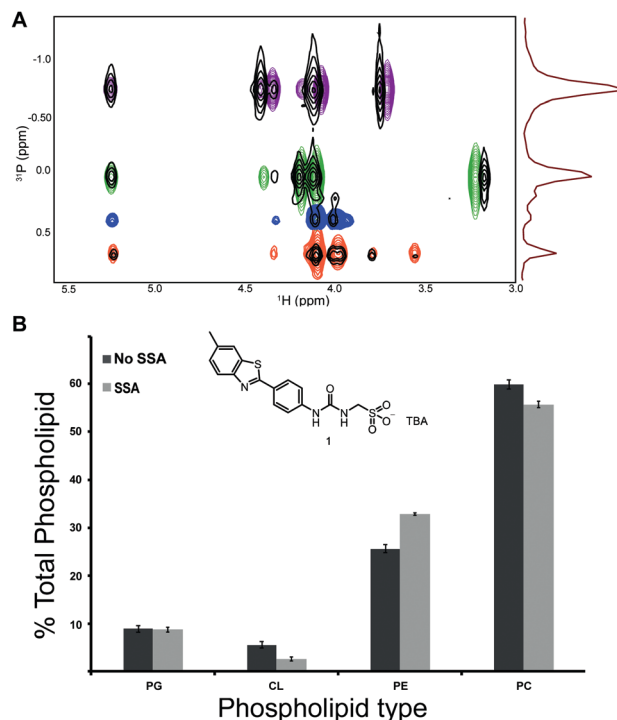 A
-1.0
-0.50
0.0
0.5
³¹P (ppm)
5.5 5.0 4.5 4.0 3.5 3.0
¹H (ppm)
B
No SSA
SSA
S
N
N
H
O
N
H
O
S
O
O⁻
TBA
1
60
50
40
30
20
10
% Total Phospholipid
PG CL PE PC
Phospholipid type